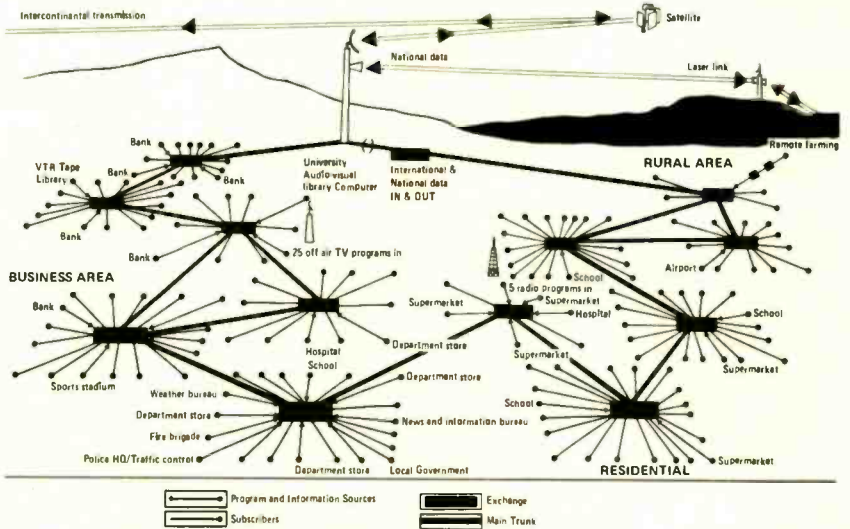 Intercontinental transmission
Satellite
National data
Laser link
Remote farming
Bank
VTR Tape
Library
Bank
Bank
University
Audio-visual
library Computer
International &
National data
IN & OUT
RURAL AREA
Bank
Bank
25 off air TV programs in
School
Airport
BUSINESS AREA
Bank
Supermarket
5 radio programs in
Supermarket
Hospital
School
Hospital
School
Department store
Supermarket
Supermarket
Sports stadium
Weather bureau
Department store
School
Department store
News and information bureau
Fire brigade
Police HQ/Traffic control
Department store
Local Government
RESIDENTIAL
Supermarket
Program and Information Sources
Exchange
Subscribers
Main Trunk